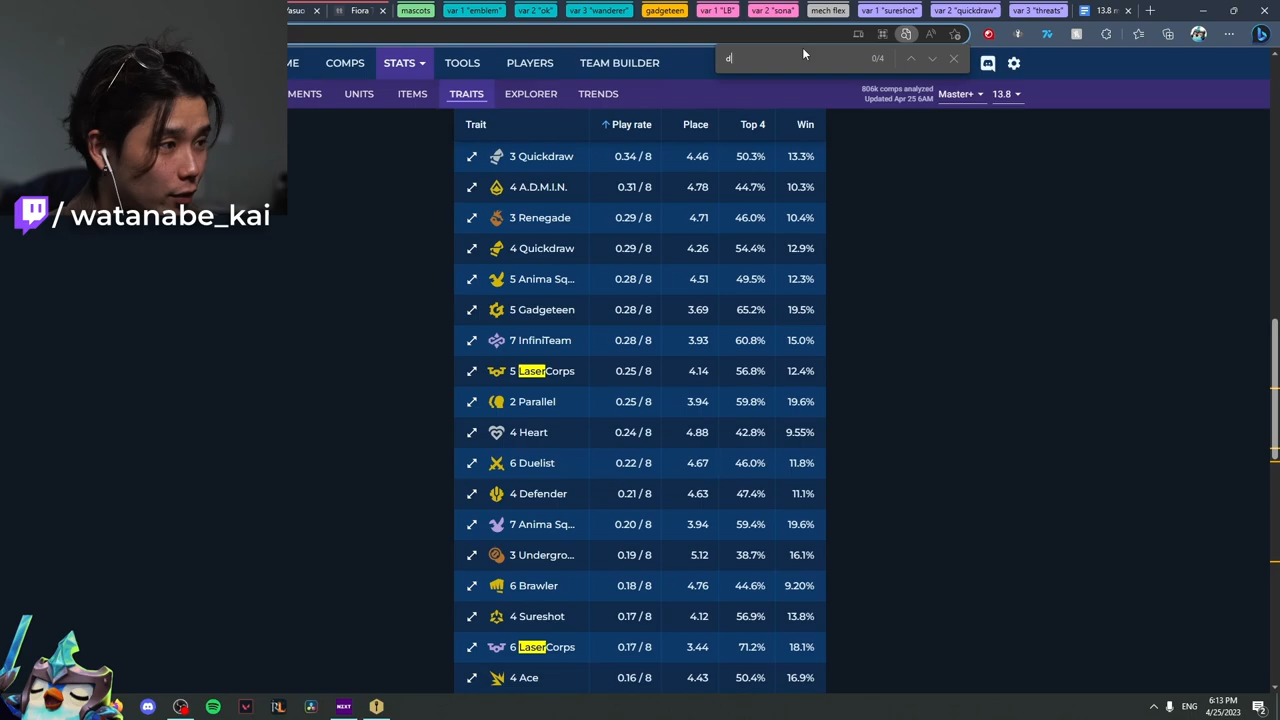 Yasuo
Fiora T
mascots
var 1 "emblem"
var 2 "ok"
var 3 "wanderer"
gadgeteen
var 1 "LB"
var 2 "sona"
mech flex
var 1 "sureshot"
var 2 "quickdraw"
var 3 "threats"
13.8
d
0/4
ME COMPS STATS TOOLS PLAYERS TEAM BUILDER
MENTS UNITS ITEMS TRAITS EXPLORER TRENDS
806k comps analyzed
Updated Apr 25 6AM
Master+ 13.8
Trait Play rate Place Top 4 Win
3 Quickdraw 0.34 / 8 4.46 50.3% 13.3%
4 A.D.M.I.N. 0.31 / 8 4.78 44.7% 10.3%
3 Renegade 0.29 / 8 4.71 46.0% 10.4%
4 Quickdraw 0.29 / 8 4.26 54.4% 12.9%
5 Anima Sq... 0.28 / 8 4.51 49.5% 12.3%
5 Gadgeteen 0.28 / 8 3.69 65.2% 19.5%
7 InfiniTeam 0.28 / 8 3.93 60.8% 15.0%
5 LaserCorps 0.25 / 8 4.14 56.8% 12.4%
2 Parallel 0.25 / 8 3.94 59.8% 19.6%
4 Heart 0.24 / 8 4.88 42.8% 9.55%
6 Duelist 0.22 / 8 4.67 46.0% 11.8%
4 Defender 0.21 / 8 4.63 47.4% 11.1%
7 Anima Sq... 0.20 / 8 3.94 59.4% 19.6%
3 Undergro... 0.19 / 8 5.12 38.7% 16.1%
6 Brawler 0.18 / 8 4.76 44.6% 9.20%
4 Sureshot 0.17 / 8 4.12 56.9% 13.8%
6 LaserCorps 0.17 / 8 3.44 71.2% 18.1%
4 Ace 0.16 / 8 4.43 50.4% 16.9%
/ watanabe_kai
ENG
6:13 PM
4/25/2023